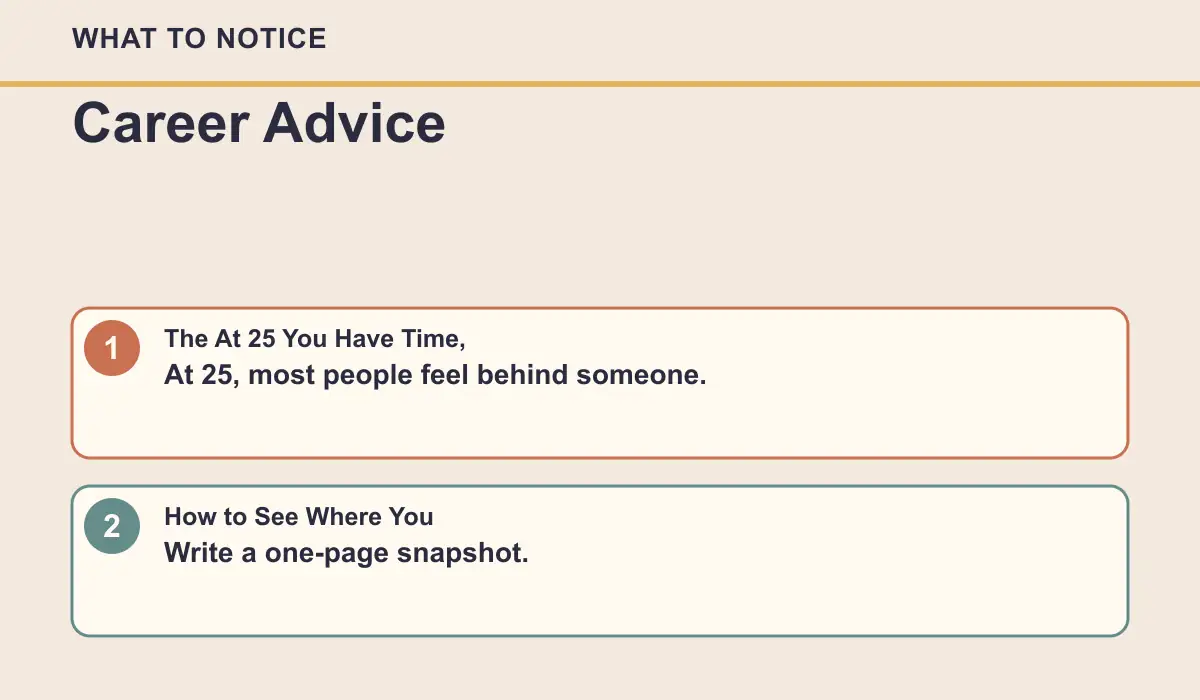 WHAT TO NOTICE
Career Advice
1
The At 25 You Have Time,
At 25, most people feel behind someone.
2
How to See Where You
Write a one-page snapshot.